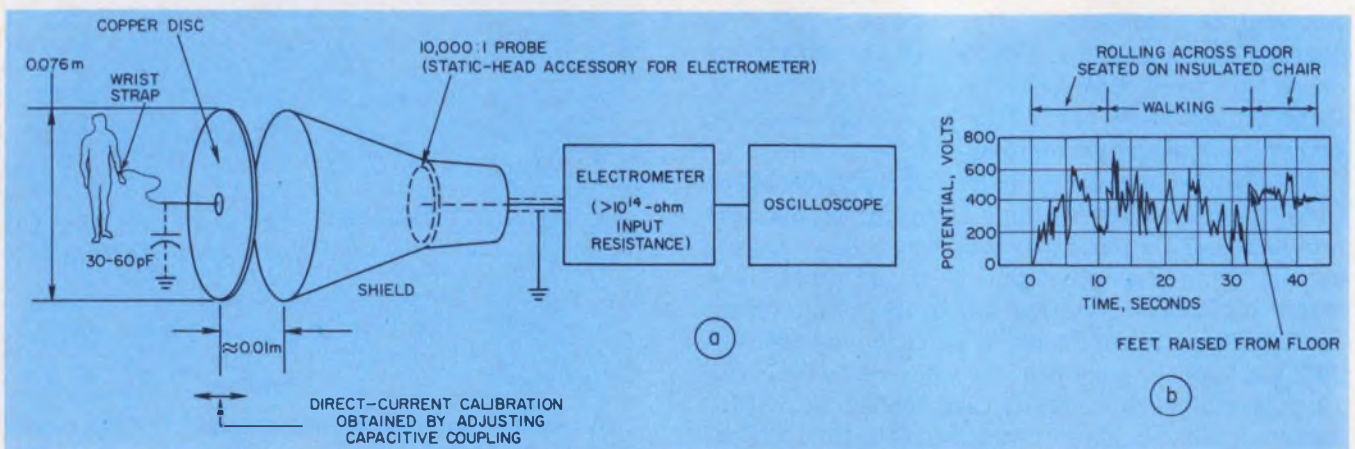 COPPER DISC
0.076m
WRIST
STRAP
30-60pF
10,000:1 PROBE
(STATIC-HEAD ACCESSORY FOR ELECTROMETER)
SHIELD
≈0.01m
DIRECT-CURRENT CALIBRATION
OBTAINED BY ADJUSTING
CAPACITIVE COUPLING
ELECTROMETER
(>10¹⁴-ohm
INPUT
RESISTANCE)
OSCILLOSCOPE
a
ROLLING ACROSS FLOOR
SEATED ON INSULATED CHAIR
WALKING
POTENTIAL, VOLTS
800
600
400
200
0
0 10 20 30 40
TIME, SECONDS
FEET RAISED FROM FLOOR
b